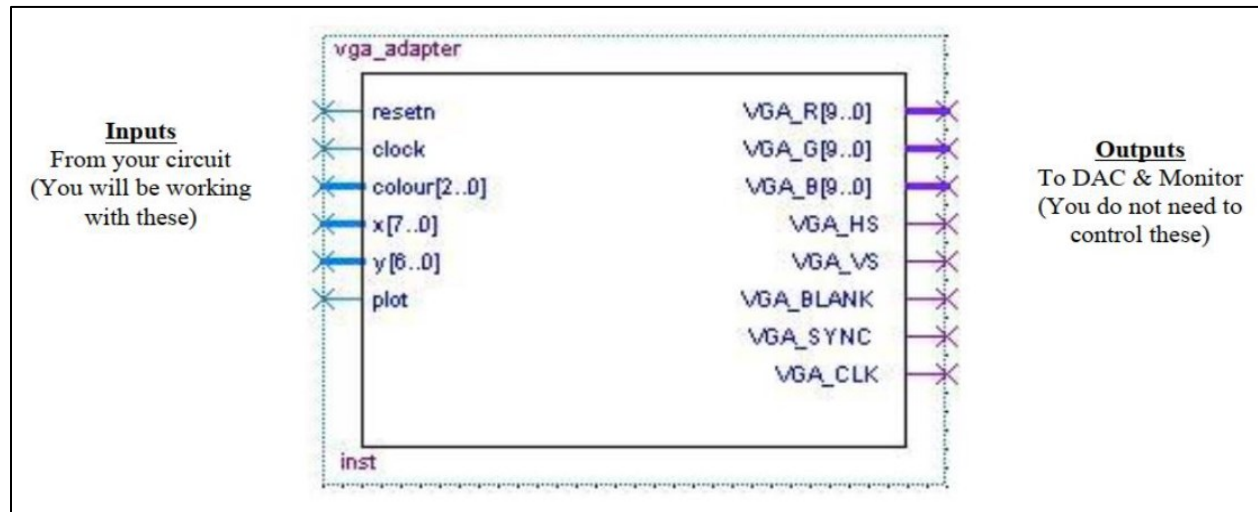 vga_adapter
Inputs
From your circuit
(You will be working
with these)
resetn
clock
colour[2..0]
x[7..0]
y[6..0]
plot
VGA_R[9..0]
VGA_G[9..0]
VGA_B[9..0]
VGA_HS
VGA_VS
VGA_BLANK
VGA_SYNC
VGA_CLK
Outputs
To DAC & Monitor
(You do not need to
control these)
inst